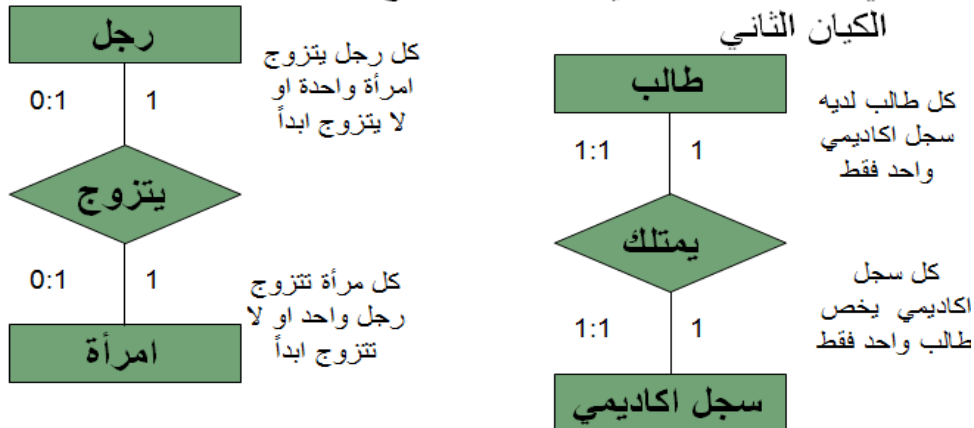 الكيان الثاني
رجل
0:1 1
كل رجل يتزوج
امرأة واحدة او
لا يتزوج ابداً
يتزوج
0:1 1
كل مرأة تتزوج
رجل واحد او لا
تتزوج ابداً
امرأة
طالب
1:1 1
كل طالب لديه
سجل اكاديمي
واحد فقط
يمتلك
1:1 1
كل سجل
اكاديمي يخص
طالب واحد فقط
سجل اكاديمي